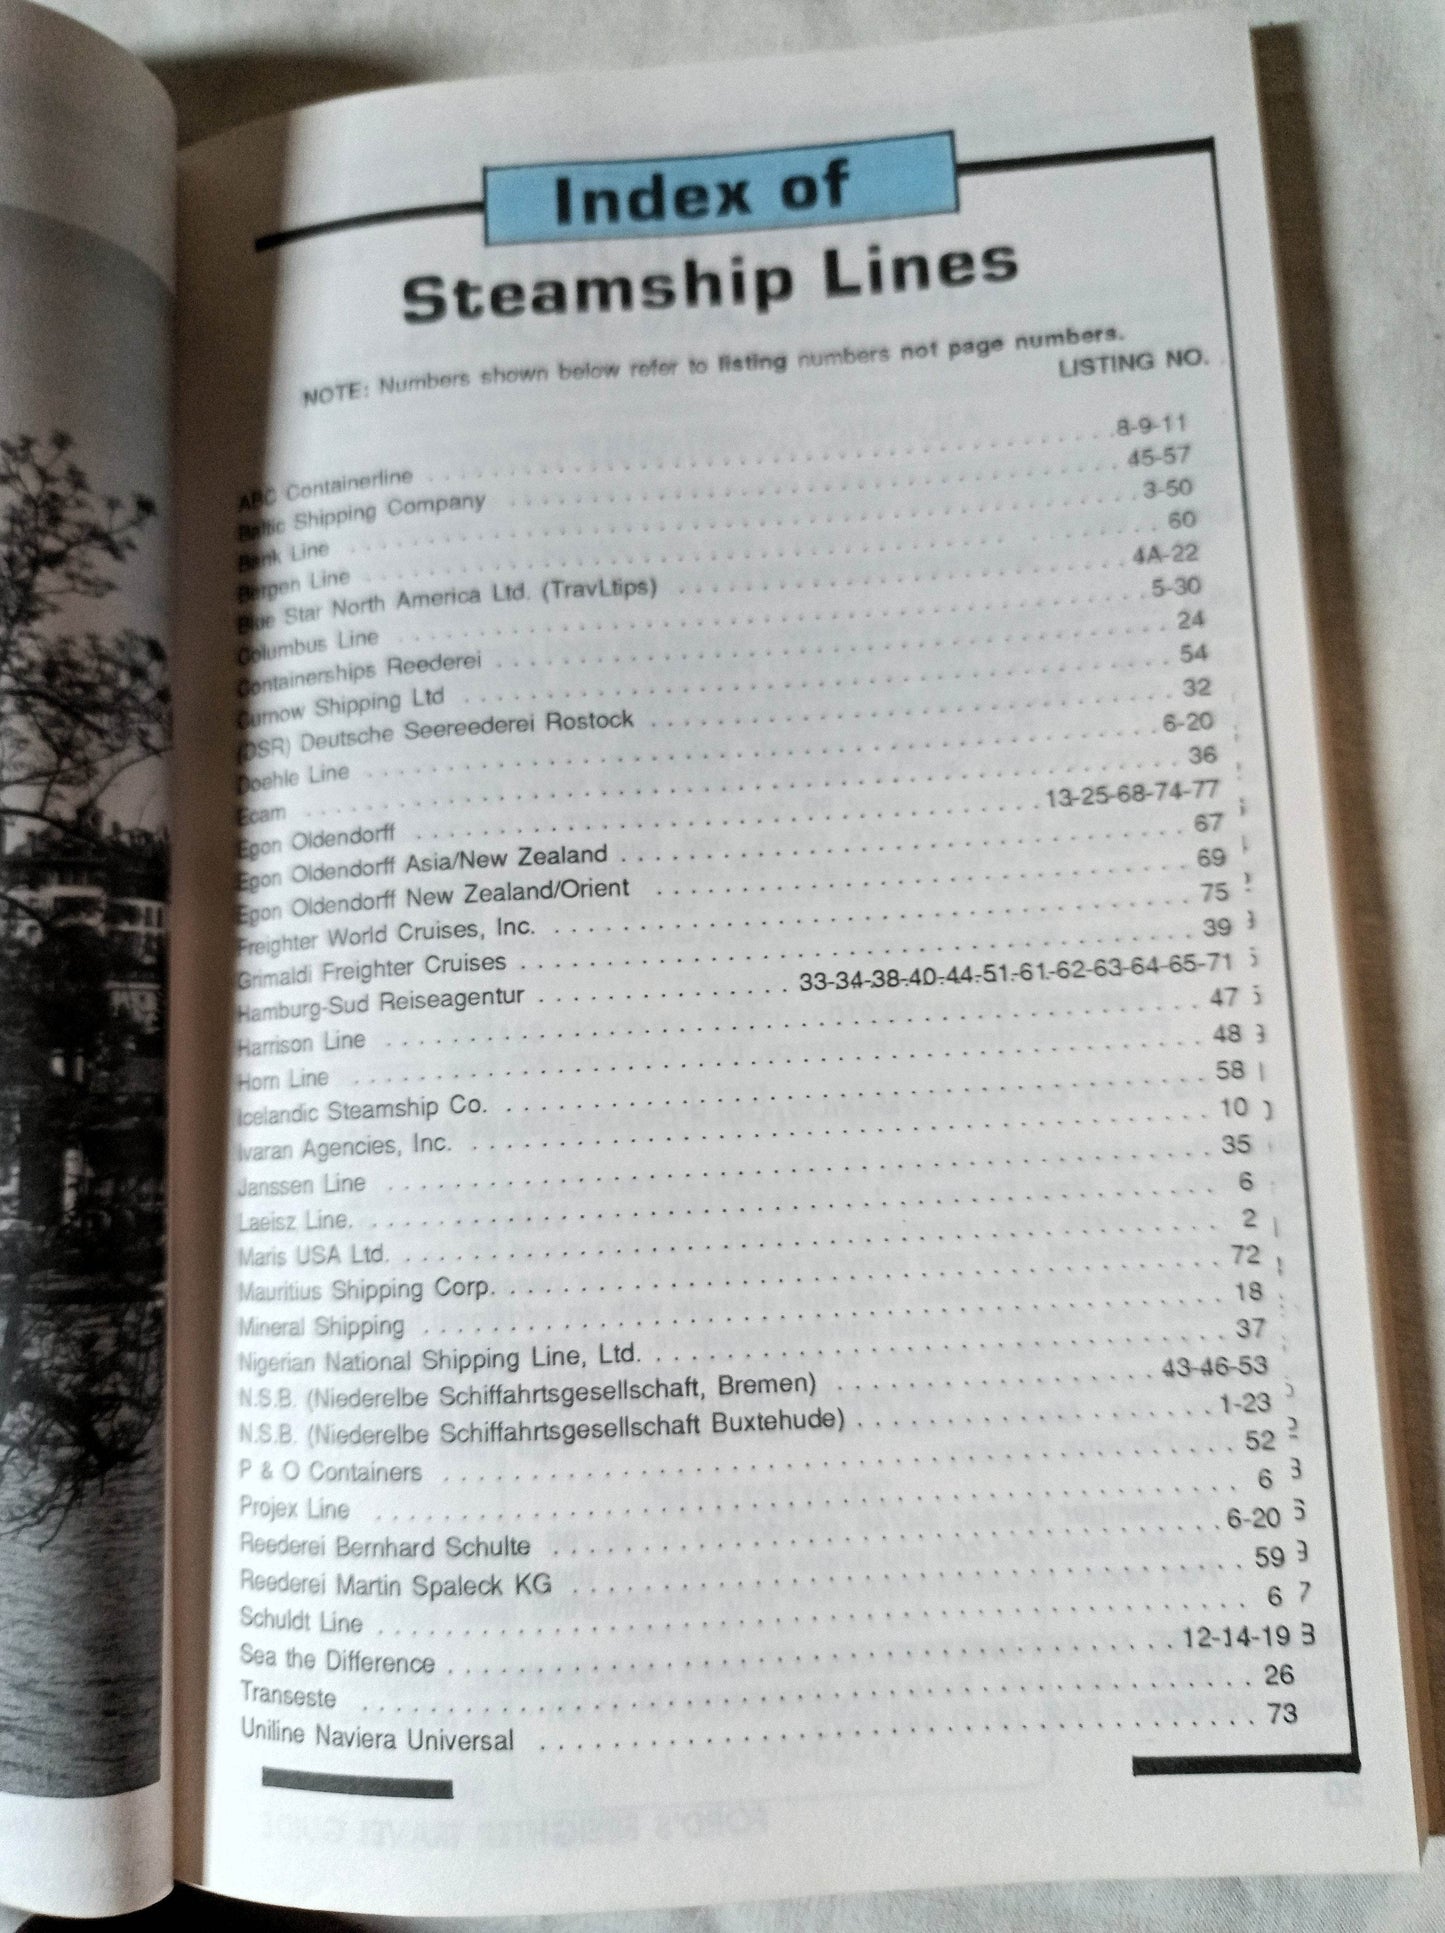 Index of
Steamship Lines
NOTE: Numbers shown below refer to listing numbers not page numbers.
LISTING NO.
ABC Containerline . . . . . . . . . . 8-9-11
Baltic Shipping Company . . . . . . . . . . 45-57
Bank Line . . . . . . . . . . 3-50
Bergen Line . . . . . . . . . . 60
Blue Star North America Ltd. (TravLtips) . . . . . . . . . . 4A-22
Columbus Line . . . . . . . . . . 5-30
Containerships Reederei . . . . . . . . . . 24
Curnow Shipping Ltd . . . . . . . . . . 54
(DSR) Deutsche Seereederei Rostock . . . . . . . . . . 32
Doehle Line . . . . . . . . . . 6-20
Ecam . . . . . . . . . . 36
Egon Oldendorff . . . . . . . . . . 13-25-68-74-77
Egon Oldendorff Asia/New Zealand . . . . . . . . . . 67
Egon Oldendorff New Zealand/Orient . . . . . . . . . . 69
Freighter World Cruises, Inc. . . . . . . . . . . 75
Grimaldi Freighter Cruises . . . . . . . . . . 39
Hamburg-Sud Reiseagentur . . . . . . . . . . 33-34-38-40-44-51-61-62-63-64-65-71
Harrison Line . . . . . . . . . . 47
Horn Line . . . . . . . . . . 48
Icelandic Steamship Co. . . . . . . . . . . 58
Ivaran Agencies, Inc. . . . . . . . . . . 10
Janssen Line . . . . . . . . . . 35
Laeisz Line. . . . . . . . . . . 6
Maris USA Ltd. . . . . . . . . . . 2
Mauritius Shipping Corp. . . . . . . . . . . 72
Mineral Shipping . . . . . . . . . . 18
Nigerian National Shipping Line, Ltd. . . . . . . . . . . 37
N.S.B. (Niederelbe Schiffahrtsgesellschaft, Bremen) . . . . . . . . . . 43-46-53
N.S.B. (Niederelbe Schiffahrtsgesellschaft Buxtehude) . . . . . . . . . . 1-23
P & O Containers . . . . . . . . . . 52
Projex Line . . . . . . . . . . 6
Reederei Bernhard Schulte . . . . . . . . . . 6-20
Reederei Martin Spaleck KG . . . . . . . . . . 59
Schuldt Line . . . . . . . . . . 6
Sea the Difference . . . . . . . . . . 12-14-19
Transeste . . . . . . . . . . 26
Uniline Naviera Universal . . . . . . . . . . 73